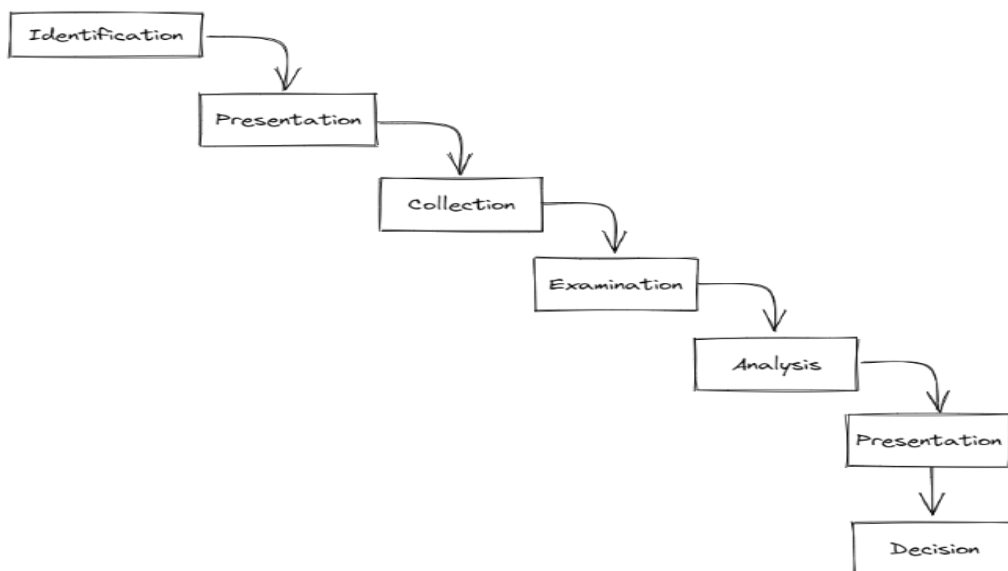 Identification
Presentation
Collection
Examination
Analysis
Presentation
Decision